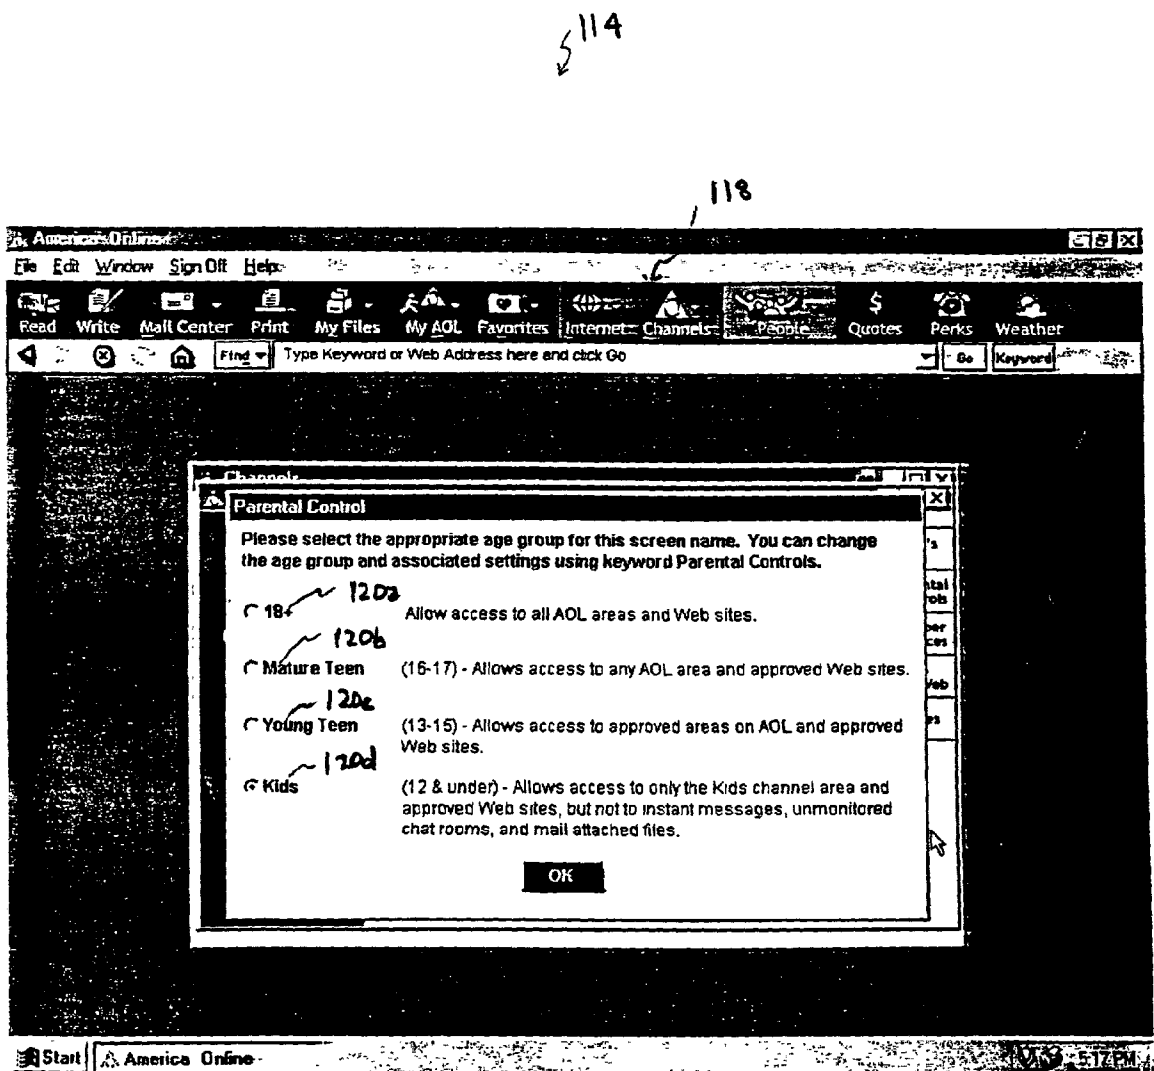 114
118
America Online
File Edit Window Sign Off Help
Read Write Mail Center Print My Files My AOL Favorites Internet Channels People Quotes Perks Weather
Find Type Keyword or Web Address here and click Go Go Keyword
Channels
Parental Control
Please select the appropriate age group for this screen name. You can change
the age group and associated settings using keyword Parental Controls.
120a
18+ Allow access to all AOL areas and Web sites.
120b
Mature Teen (16-17) - Allows access to any AOL area and approved Web sites.
120c
Young Teen (13-15) - Allows access to approved areas on AOL and approved
Web sites.
120d
Kids (12 & under) - Allows access to only the Kids channel area and
approved Web sites, but not to instant messages, unmonitored
chat rooms, and mail attached files.
OK
Start America Online 5:17 PM